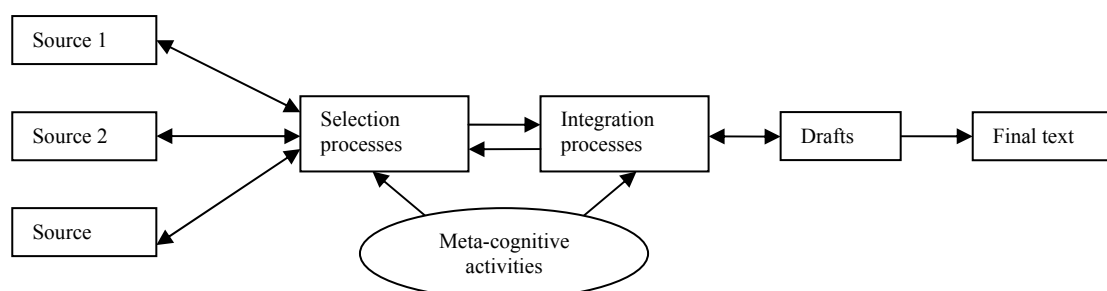 Source 1
Source 2
Source
Selection
processes
Integration
processes
Drafts
Final text
Meta-cognitive
activities